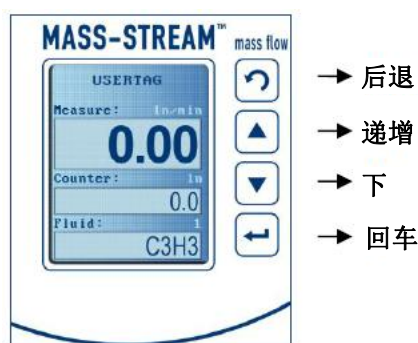 MASS-STREAM™ mass flow
USERTAG
Measure: ln/min
0.00
Counter: ln
0.0
Fluid: 1
C3H3
后退
递增
下
回车